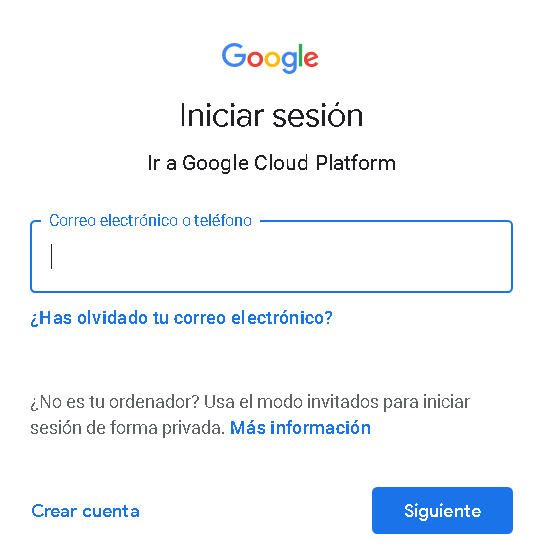 Google
Iniciar sesión
Ir a Google Cloud Platform
Correo electrónico o teléfono
¿Has olvidado tu correo electrónico?
¿No es tu ordenador? Usa el modo invitados para iniciar
sesión de forma privada. Más información
Crear cuenta
Siguiente